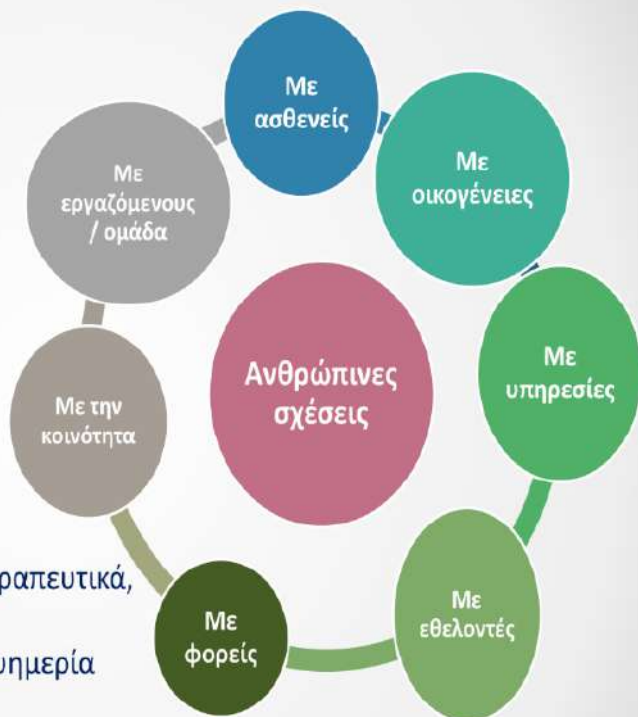 Με
ασθενείς
Με
οικογένειες
Με
υπηρεσίες
Με
εθελοντές
Με
φορείς
Με την
κοινότητα
Με
εργαζόμενους
/ ομάδα
Ανθρώπινες
σχέσεις